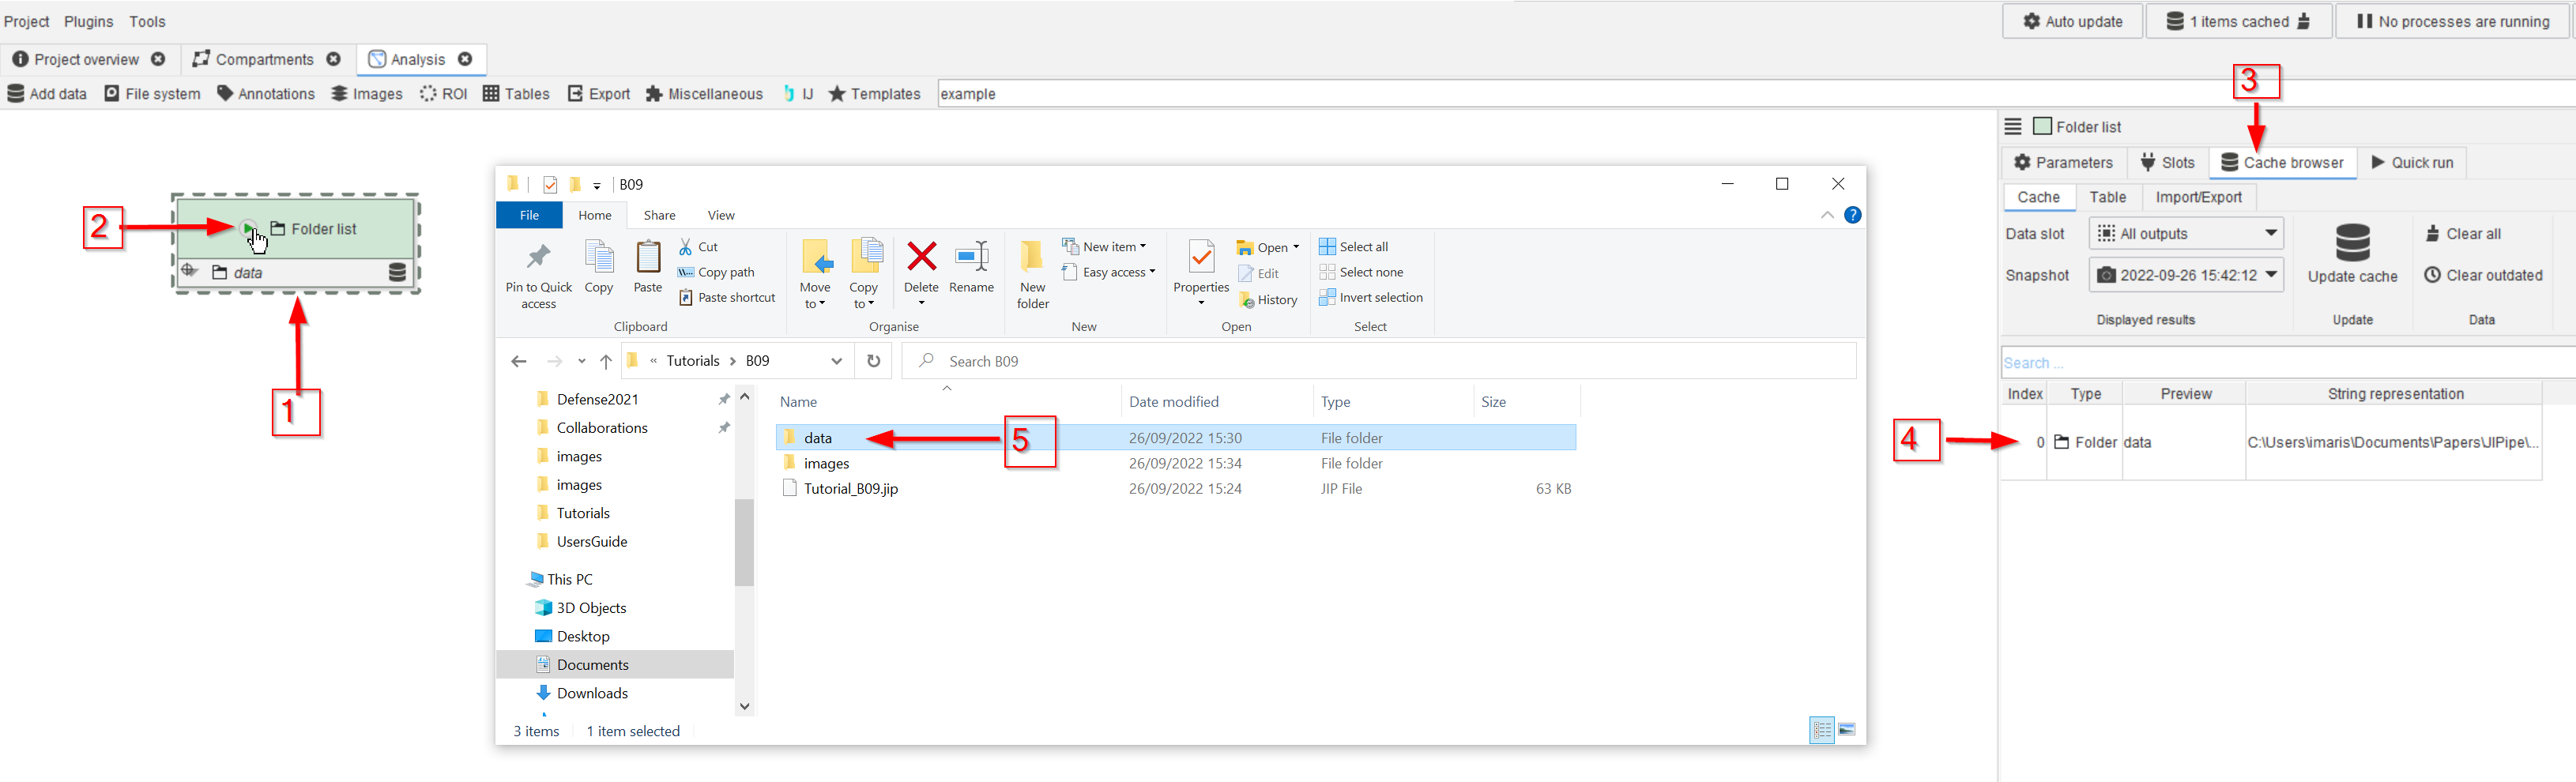 Project Plugins Tools
Auto update 1 items cached No processes are running
Project overview Compartments Analysis
Add data File system Annotations Images ROI Tables Export Miscellaneous IJ Templates example
3
Folder list
Parameters Slots Cache browser Quick run
Cache Table Import/Export
Data slot All outputs Clear all
Snapshot 2022-09-26 15:42:12 Update cache Clear outdated
Displayed results Update Data
Search ...
Index Type Preview String representation
4
0 Folder data C:\Users\imaris\Documents\Papers\JIPipe\...
2
Folder list
data
1
B09
File Home Share View
Pin to Quick access
Copy
Paste
Cut
Copy path
Paste shortcut
Clipboard
Move to
Copy to
Delete
Rename
Organise
New folder
New item
Easy access
New
Properties
Open
Edit
History
Open
Select all
Select none
Invert selection
Select
« Tutorials > B09
Search B09
Defense2021
Collaborations
images
images
Tutorials
UsersGuide
This PC
3D Objects
Desktop
Documents
Downloads
Name Date modified Type Size
data 26/09/2022 15:30 File folder
5
images 26/09/2022 15:34 File folder
Tutorial_B09.jip 26/09/2022 15:24 JIP File 63 KB
3 items 1 item selected